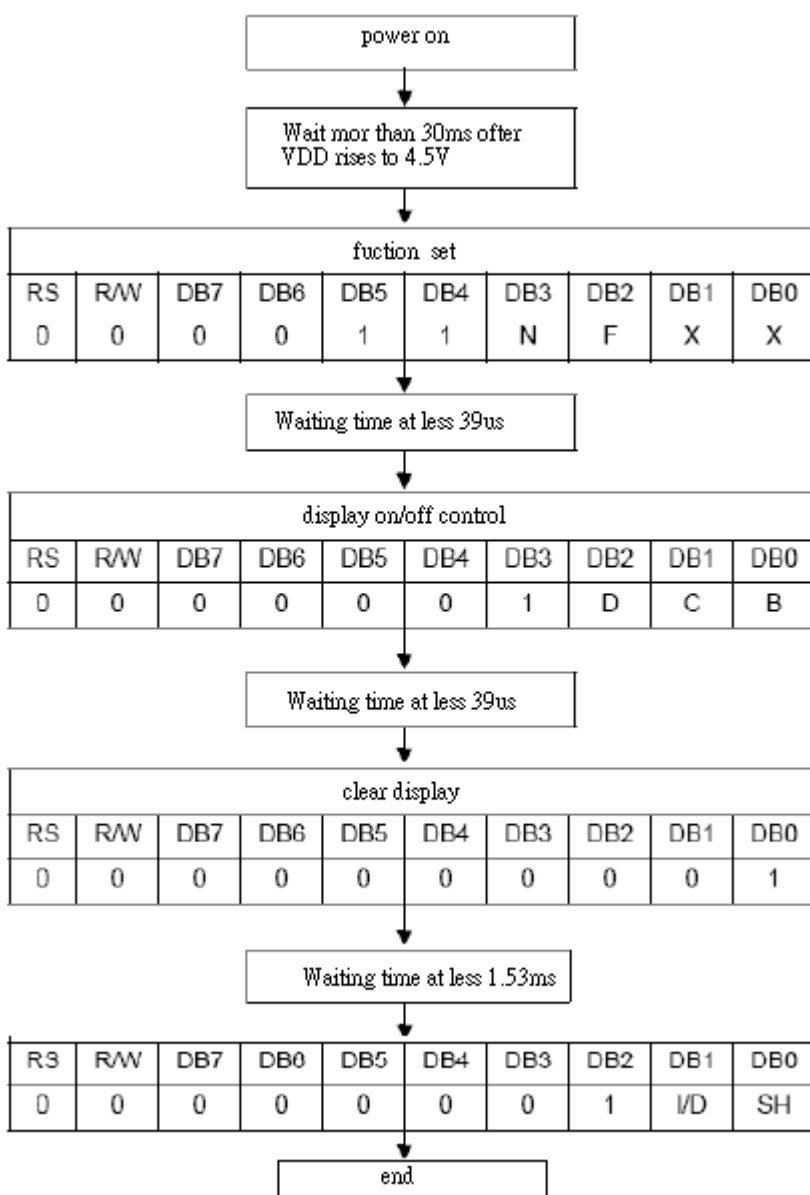 power on
Wait mor than 30ms ofter
VDD rises to 4.5V
fuction set
RS R/W DB7 DB6 DB5 DB4 DB3 DB2 DB1 DB0
0 0 0 0 1 1 N F X X
Waiting time at less 39us
display on/off control
RS R/W DB7 DB6 DB5 DB4 DB3 DB2 DB1 DB0
0 0 0 0 0 0 1 D C B
Waiting time at less 39us
clear display
RS R/W DB7 DB6 DB5 DB4 DB3 DB2 DB1 DB0
0 0 0 0 0 0 0 0 0 1
Waiting time at less 1.53ms
RS R/W DB7 DB6 DB5 DB4 DB3 DB2 DB1 DB0
0 0 0 0 0 0 0 1 I/D SH
end